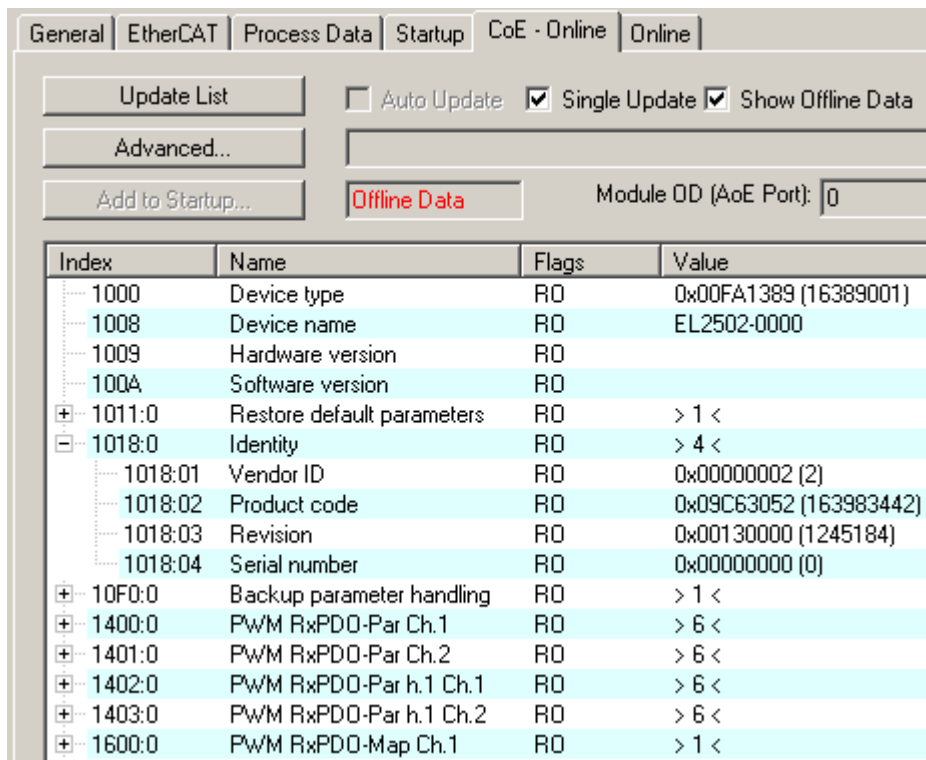 General EtherCAT Process Data Startup CoE - Online Online
Update List Auto Update Single Update Show Offline Data
Advanced...
Add to Startup... Offline Data Module OD (AoE Port): 0
Index Name Flags Value
1000 Device type RO 0x00FA1389 (16389001)
1008 Device name RO EL2502-0000
1009 Hardware version RO
100A Software version RO
1011:0 Restore default parameters RO > 1 <
1018:0 Identity RO > 4 <
1018:01 Vendor ID RO 0x00000002 (2)
1018:02 Product code RO 0x09C63052 (163983442)
1018:03 Revision RO 0x00130000 (1245184)
1018:04 Serial number RO 0x00000000 (0)
10F0:0 Backup parameter handling RO > 1 <
1400:0 PWM RxPDO-Par Ch.1 RO > 6 <
1401:0 PWM RxPDO-Par Ch.2 RO > 6 <
1402:0 PWM RxPDO-Par h.1 Ch.1 RO > 6 <
1403:0 PWM RxPDO-Par h.1 Ch.2 RO > 6 <
1600:0 PWM RxPDO-Map Ch.1 RO > 1 <